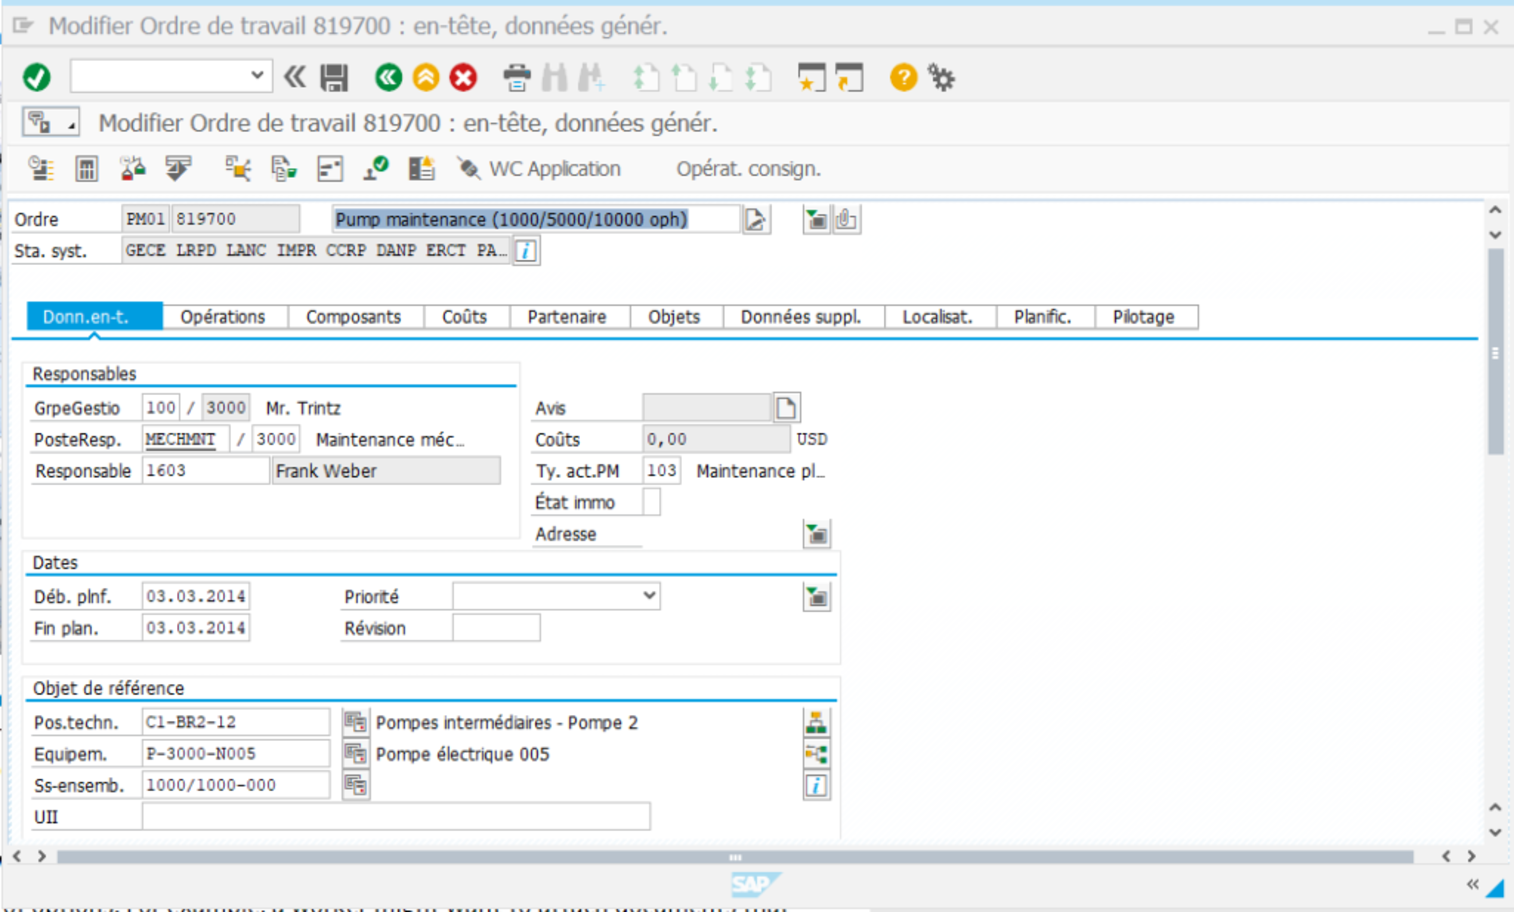 Modifier Ordre de travail 819700 : en-tête, données génér.
Modifier Ordre de travail 819700 : en-tête, données génér.
WC Application Opérat. consign.
Ordre PM01 819700 Pump maintenance (1000/5000/10000 oph)
Sta. syst. GECE LRPD LANC IMPR CCRP DANP ERCT PA…
Donn.en-t. Opérations Composants Coûts Partenaire Objets Données suppl. Localisat. Planific. Pilotage
Responsables
GrpeGestio 100 / 3000 Mr. Trintz Avis
PosteResp. MECHMNT / 3000 Maintenance méc… Coûts 0,00 USD
Responsable 1603 Frank Weber Ty. act.PM 103 Maintenance pl…
État immo
Adresse
Dates
Déb. plnf. 03.03.2014 Priorité
Fin plan. 03.03.2014 Révision
Objet de référence
Pos.techn. C1-BR2-12 Pompes intermédiaires - Pompe 2
Equipem. P-3000-N005 Pompe électrique 005
Ss-ensemb. 1000/1000-000
UII
SAP